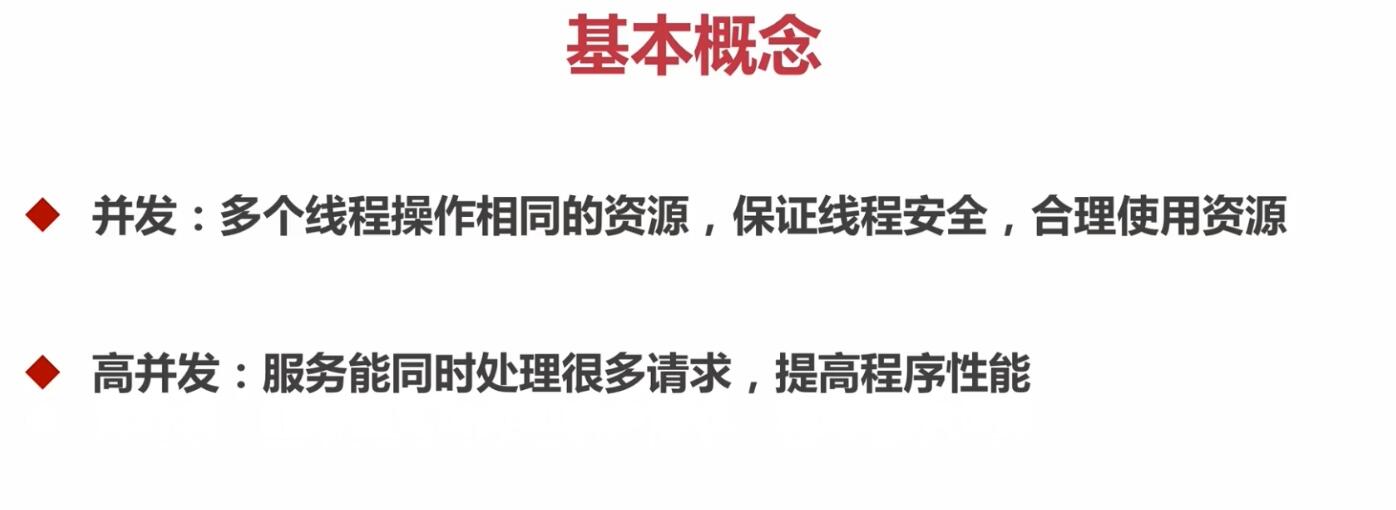 基本概念
并发：多个线程操作相同的资源，保证线程安全，合理使用资源
高并发：服务能同时处理很多请求，提高程序性能